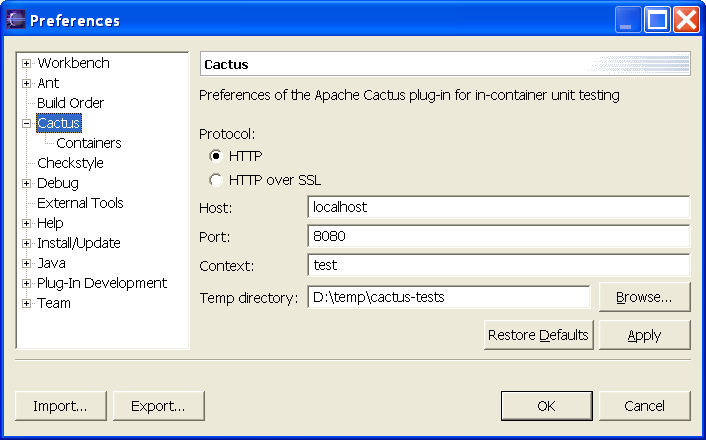 Preferences
Workbench
Ant
Build Order
Cactus
Containers
Checkstyle
Debug
External Tools
Help
Install/Update
Java
Plug-In Development
Team
Cactus
Preferences of the Apache Cactus plug-in for in-container unit testing
Protocol:
HTTP
HTTP over SSL
Host: localhost
Port: 8080
Context: test
Temp directory: D:\temp\cactus-tests Browse...
Restore Defaults Apply
Import... Export... OK Cancel